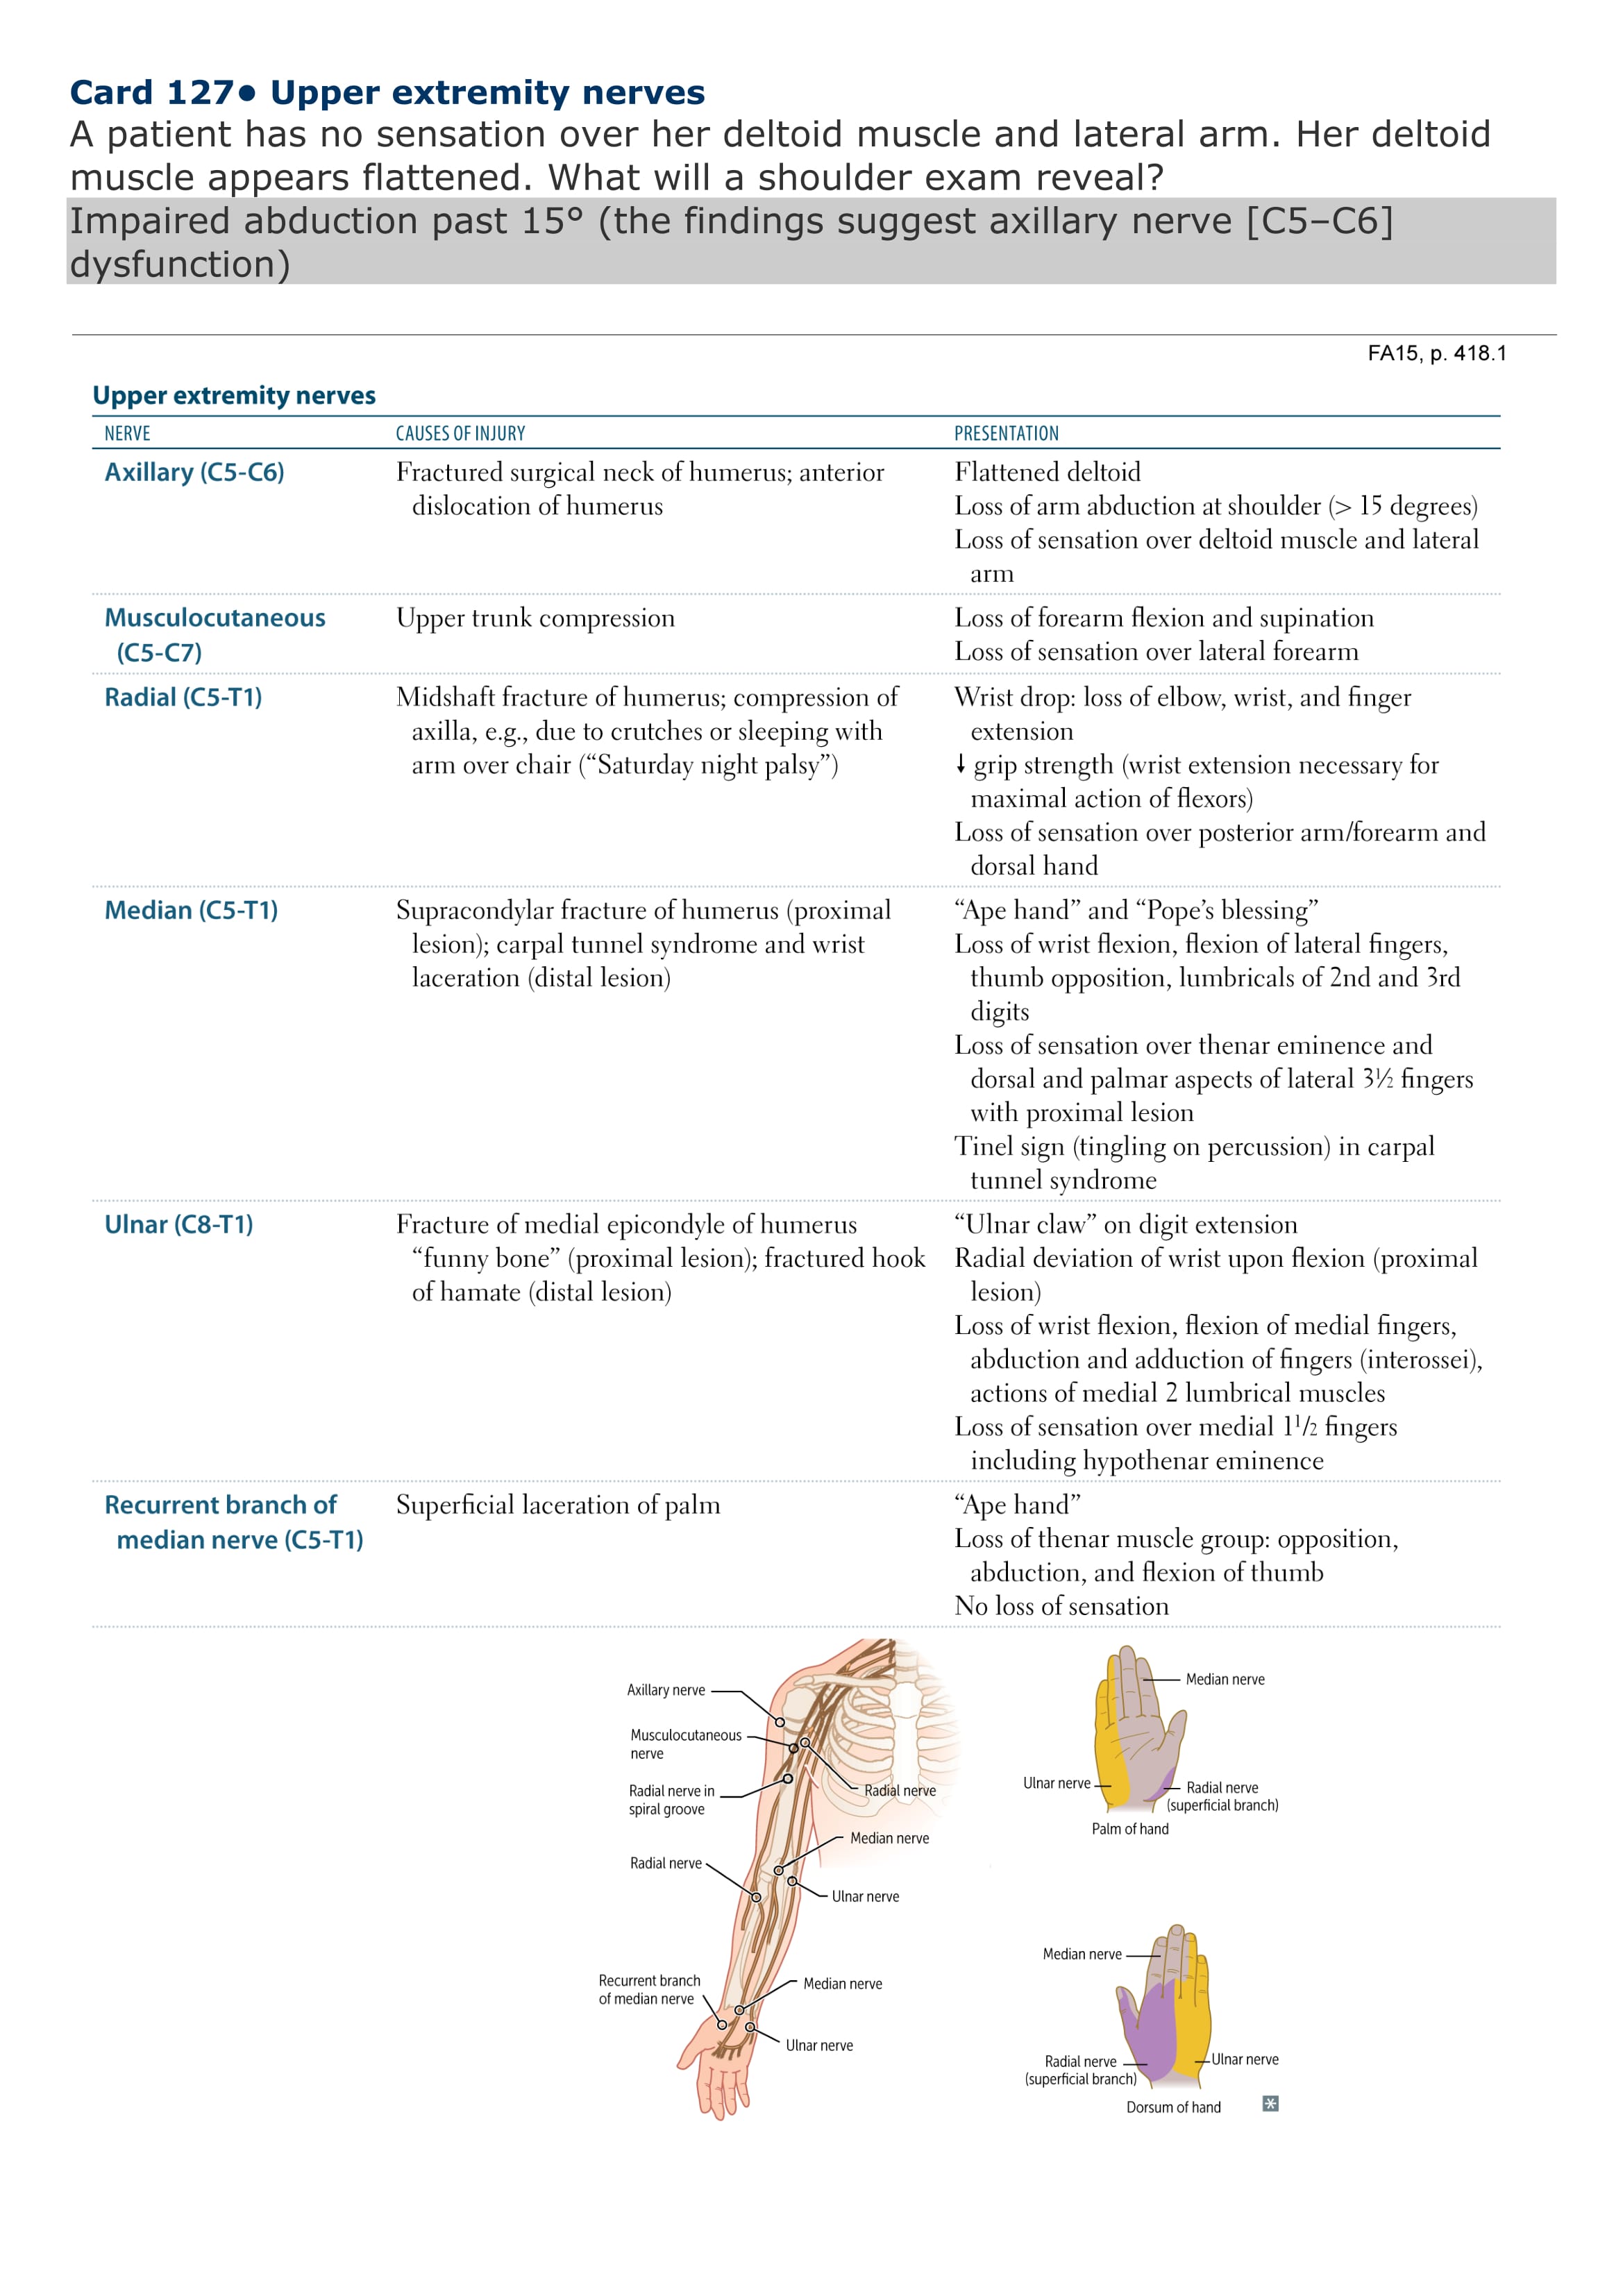 Card 127• Upper extremity nerves
A patient has no sensation over her deltoid muscle and lateral arm. Her deltoid
muscle appears flattened. What will a shoulder exam reveal?
Impaired abduction past 15° (the findings suggest axillary nerve [C5–C6]
dysfunction)
FA15, p. 418.1
Upper extremity nerves
NERVE CAUSES OF INJURY PRESENTATION
Axillary (C5-C6) Fractured surgical neck of humerus; anterior Flattened deltoid
dislocation of humerus Loss of arm abduction at shoulder (> 15 degrees)
Loss of sensation over deltoid muscle and lateral
arm
Musculocutaneous Upper trunk compression Loss of forearm flexion and supination
(C5-C7) Loss of sensation over lateral forearm
Radial (C5-T1) Midshaft fracture of humerus; compression of Wrist drop: loss of elbow, wrist, and finger
axilla, e.g., due to crutches or sleeping with extension
arm over chair (“Saturday night palsy”) ↓ grip strength (wrist extension necessary for
maximal action of flexors)
Loss of sensation over posterior arm/forearm and
dorsal hand
Median (C5-T1) Supracondylar fracture of humerus (proximal “Ape hand” and “Pope’s blessing”
lesion); carpal tunnel syndrome and wrist Loss of wrist flexion, flexion of lateral fingers,
laceration (distal lesion) thumb opposition, lumbricals of 2nd and 3rd
digits
Loss of sensation over thenar eminence and
dorsal and palmar aspects of lateral 3½ fingers
with proximal lesion
Tinel sign (tingling on percussion) in carpal
tunnel syndrome
Ulnar (C8-T1) Fracture of medial epicondyle of humerus “Ulnar claw” on digit extension
“funny bone” (proximal lesion); fractured hook Radial deviation of wrist upon flexion (proximal
of hamate (distal lesion) lesion)
Loss of wrist flexion, flexion of medial fingers,
abduction and adduction of fingers (interossei),
actions of medial 2 lumbrical muscles
Loss of sensation over medial 1½ fingers
including hypothenar eminence
Recurrent branch of Superficial laceration of palm “Ape hand”
median nerve (C5-T1) Loss of thenar muscle group: opposition,
abduction, and flexion of thumb
No loss of sensation
Axillary nerve
Musculocutaneous
nerve
Radial nerve in
spiral groove
Radial nerve
Median nerve
Radial nerve
Ulnar nerve
Recurrent branch
of median nerve
Median nerve
Ulnar nerve
Median nerve
Ulnar nerve
Radial nerve
(superficial branch)
Palm of hand
Median nerve
Radial nerve
(superficial branch)
Ulnar nerve
Dorsum of hand